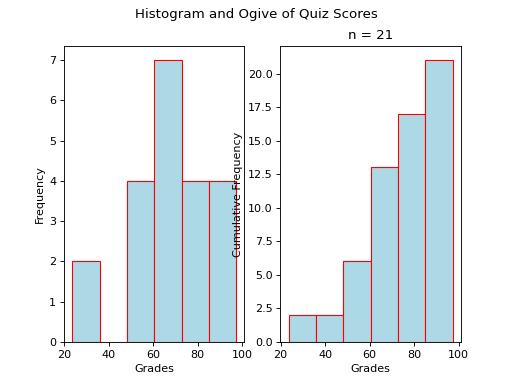 Histogram and Ogive of Quiz Scores
n = 21
Frequency
7
6
5
4
3
2
1
0
20 40 60 80 100
Grades
Cumulative Frequency
20.0
17.5
15.0
12.5
10.0
7.5
5.0
2.5
0.0
20 40 60 80 100
Grades